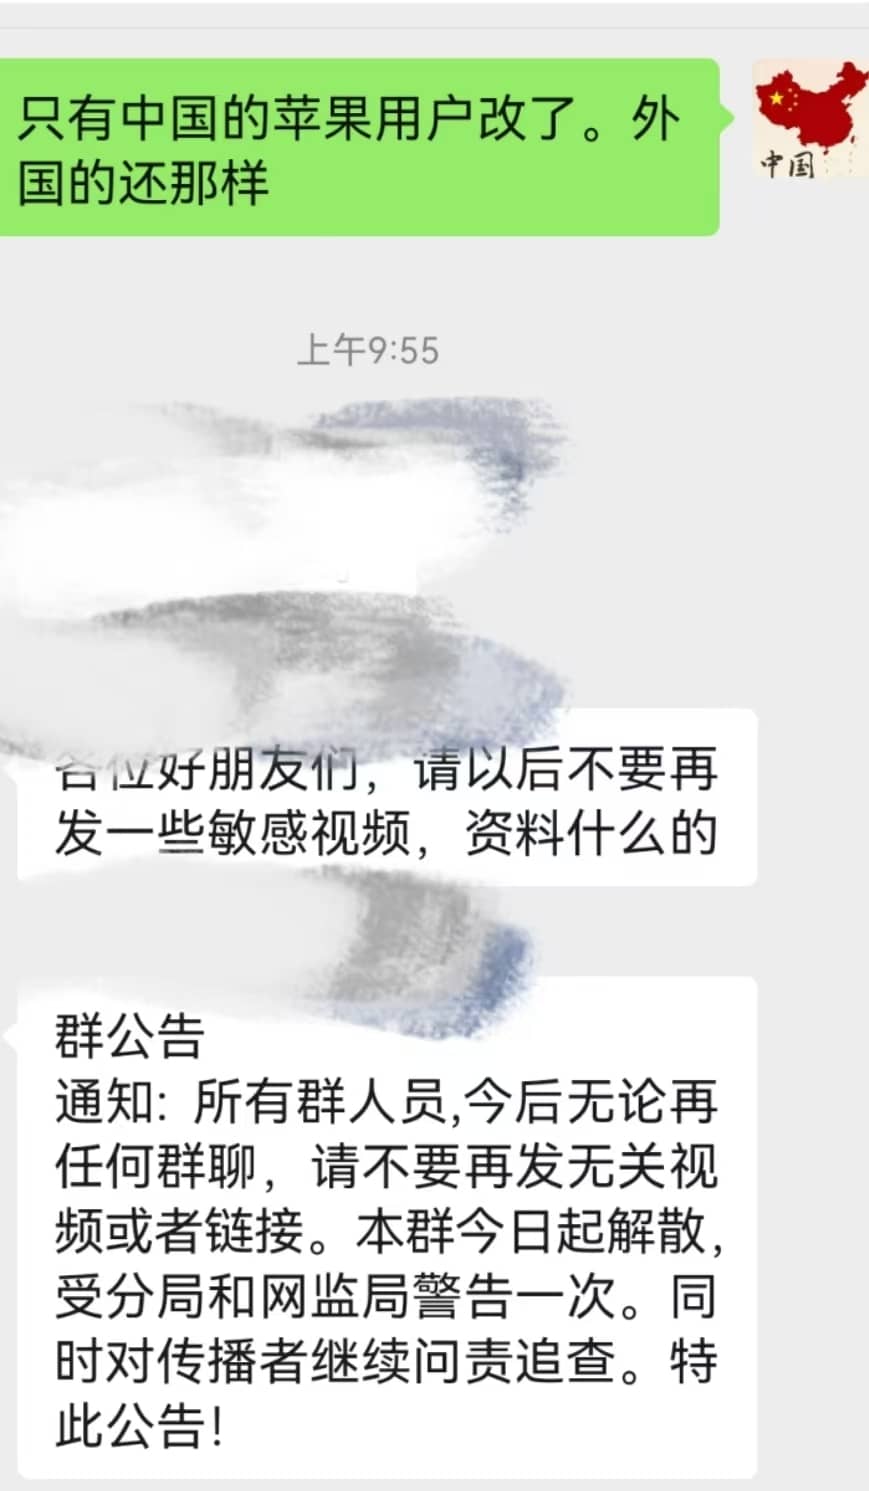 只有中国的苹果用户改了。外
国的还那样
中国
上午9:55
各位好朋友们，请以后不要再
发一些敏感视频，资料什么的
群公告
通知：所有群人员,今后无论再
任何群聊，请不要再发无关视
频或者链接。本群今日起解散，
受分局和网监局警告一次。同
时对传播者继续问责追查。特
此公告！